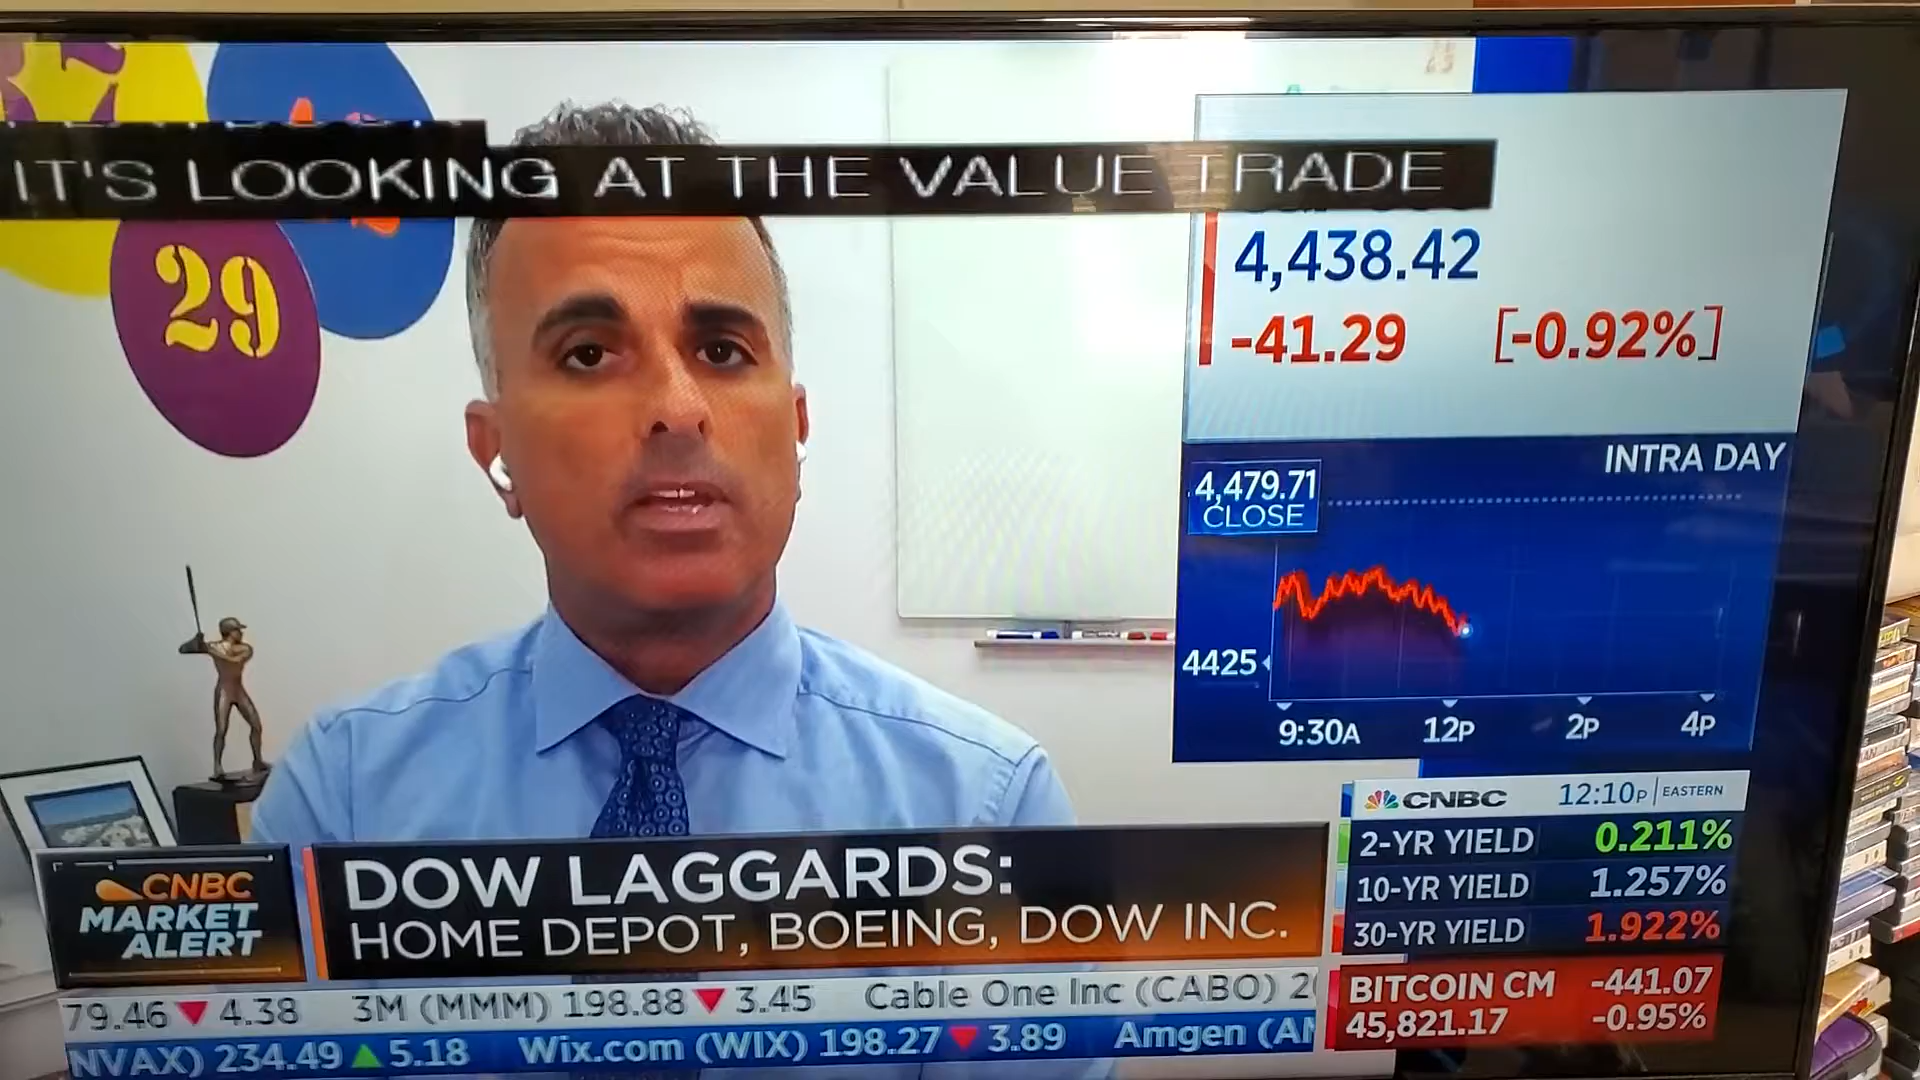 IT'S LOOKING AT THE VALUE TRADE
29
4,438.42
-41.29 [-0.92%]
INTRA DAY
4,479.71
CLOSE
4425
9:30A 12P 2P 4P
CNBC 12:10P EASTERN
2-YR YIELD 0.211%
10-YR YIELD 1.257%
30-YR YIELD 1.922%
BITCOIN CM -441.07
45,821.17 -0.95%
CNBC
MARKET
ALERT
DOW LAGGARDS:
HOME DEPOT, BOEING, DOW INC.
79.46 ▼ 4.38 3M (MMM) 198.88 ▼ 3.45 Cable One Inc (CABO)
NVAX) 234.49 ▲ 5.18 Wix.com (WIX) 198.27 ▼ 3.89 Amgen